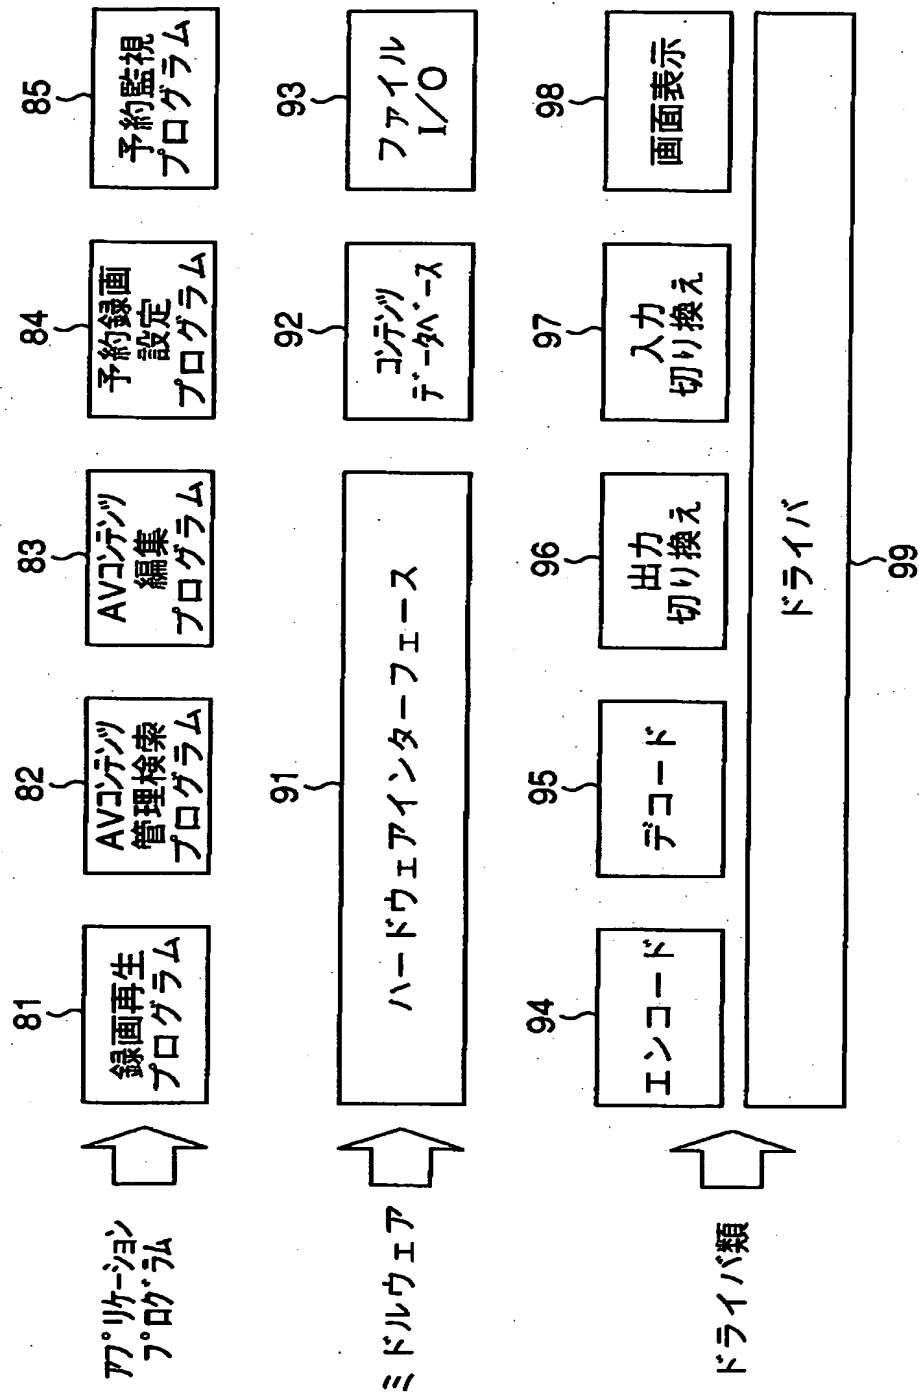 アプリケーション
プログラム
81
録画再生
プログラム
82
AVコンテンツ
管理検索
プログラム
83
AVコンテンツ
編集
プログラム
84
予約録画
設定
プログラム
85
予約監視
プログラム
ミドルウェア
91
ハードウェアインターフェース
92
コンテンツ
データベース
93
ファイル
I/O
ドライバ類
94
エンコード
95
デコード
96
出力
切り換え
97
入力
切り換え
98
画面表示
ドライバ
99